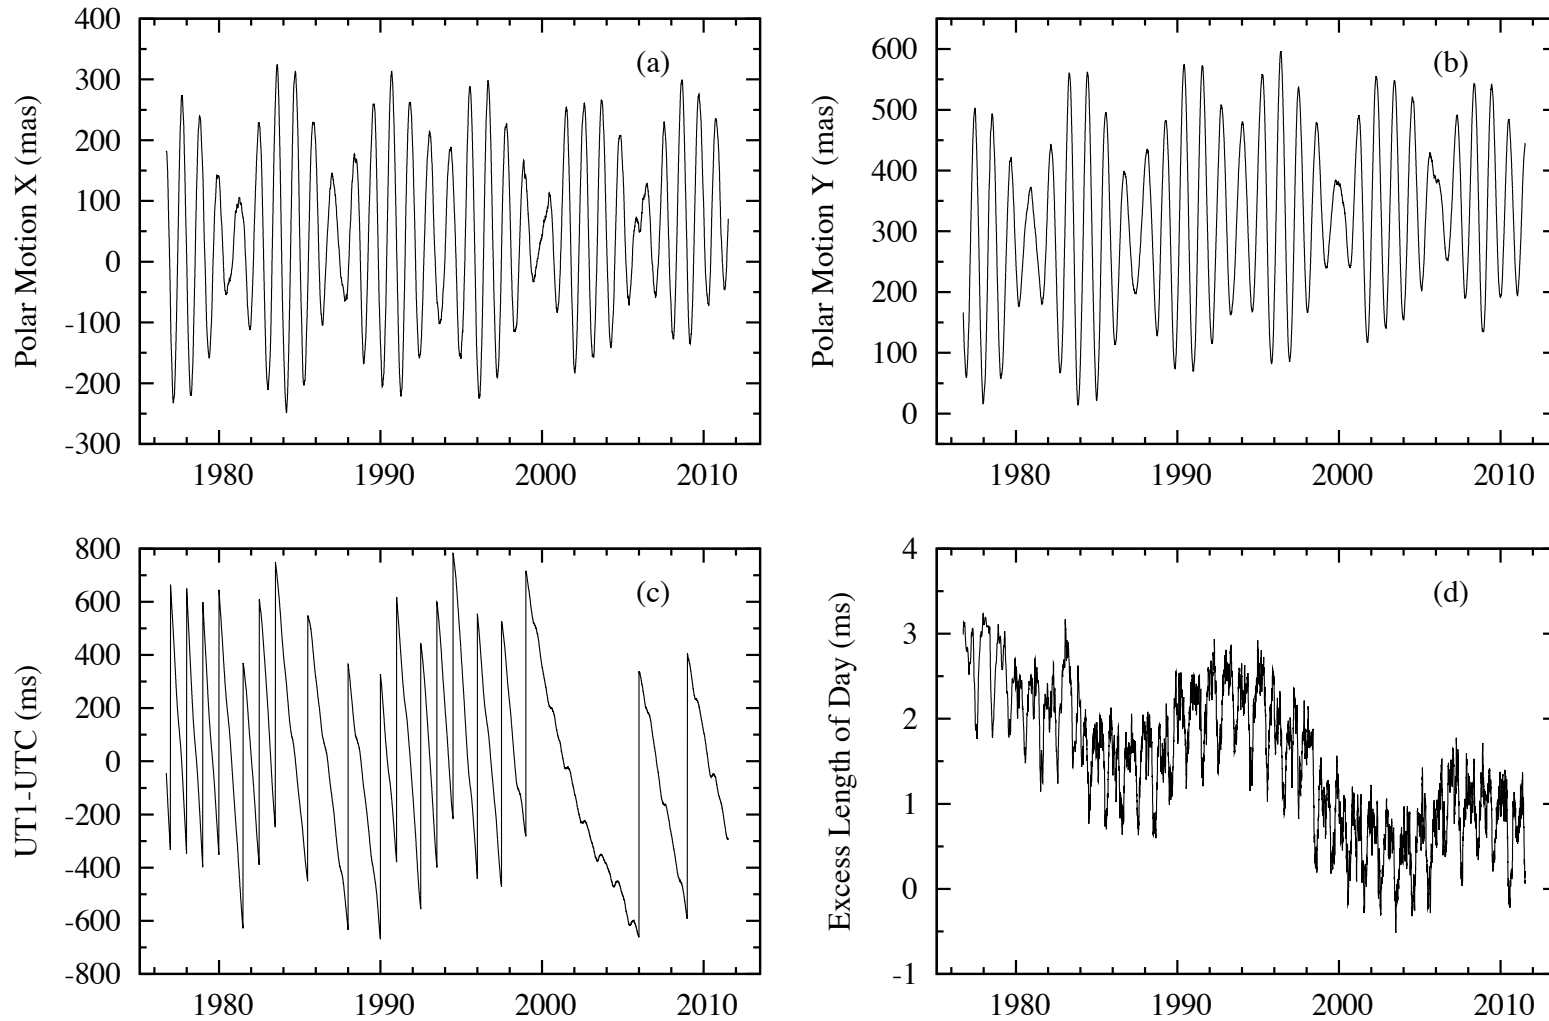 400
300
200
100
0
-100
-200
-300
Polar Motion X (mas)
(a)
1980 1990 2000 2010
600
500
400
300
200
100
0
Polar Motion Y (mas)
(b)
1980 1990 2000 2010
800
600
400
200
0
-200
-400
-600
-800
UT1-UTC (ms)
(c)
1980 1990 2000 2010
4
3
2
1
0
-1
Excess Length of Day (ms)
(d)
1980 1990 2000 2010